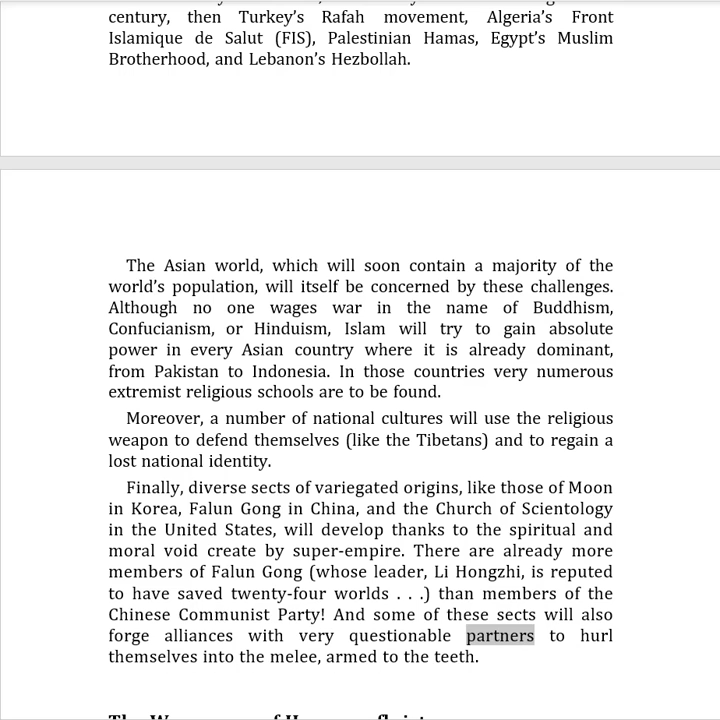 century, then Turkey’s Rafah movement, Algeria’s Front
Islamique de Salut (FIS), Palestinian Hamas, Egypt’s Muslim
Brotherhood, and Lebanon’s Hezbollah.
The Asian world, which will soon contain a majority of the
world’s population, will itself be concerned by these challenges.
Although no one wages war in the name of Buddhism,
Confucianism, or Hinduism, Islam will try to gain absolute
power in every Asian country where it is already dominant,
from Pakistan to Indonesia. In those countries very numerous
extremist religious schools are to be found.
Moreover, a number of national cultures will use the religious
weapon to defend themselves (like the Tibetans) and to regain a
lost national identity.
Finally, diverse sects of variegated origins, like those of Moon
in Korea, Falun Gong in China, and the Church of Scientology
in the United States, will develop thanks to the spiritual and
moral void create by super-empire. There are already more
members of Falun Gong (whose leader, Li Hongzhi, is reputed
to have saved twenty-four worlds . . .) than members of the
Chinese Communist Party! And some of these sects will also
forge alliances with very questionable partners to hurl
themselves into the melee, armed to the teeth.